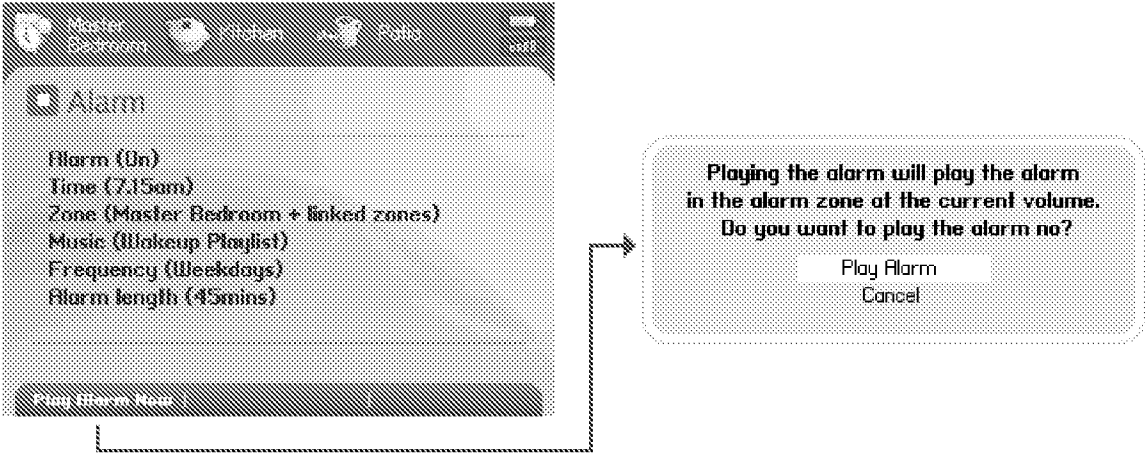 Master
Bedroom
Kitchen
Patio
Alarm
Alarm (On)
Time (7.15am)
Zone (Master Bedroom + linked zones)
Music (Wakeup Playlist)
Frequency (Weekdays)
Alarm length (45mins)
Play Alarm Now
Playing the alarm will play the alarm
in the alarm zone at the current volume.
Do you want to play the alarm no?
Play Alarm
Cancel